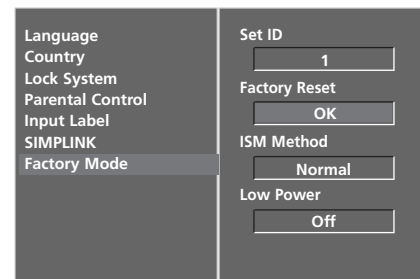 Language
Country
Lock System
Parental Control
Input Label
SIMPLINK
Factory Mode
Set ID
1
Factory Reset
OK
ISM Method
Normal
Low Power
Off